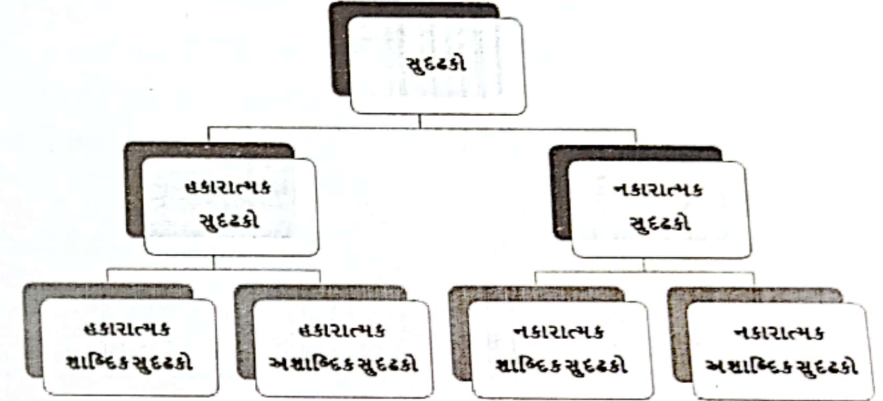 સુદઢકો
હકારાત્મક
સુદઢકો
નકારાત્મક
સુદઢકો
હકારાત્મક
શાબ્દિક સુદઢકો
હકારાત્મક
અશાબ્દિક સુદઢકો
નકારાત્મક
શાબ્દિક સુદઢકો
નકારાત્મક
અશાબ્દિક સુદઢકો